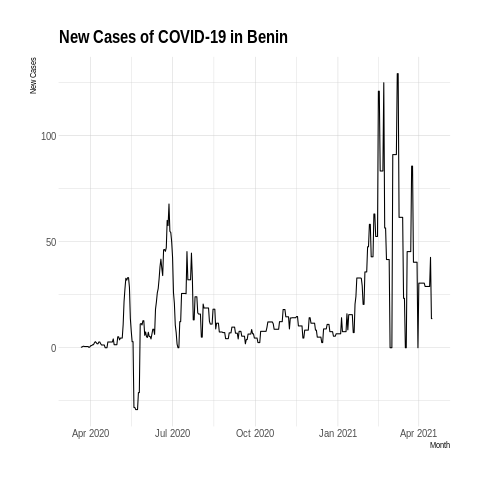 New Cases of COVID-19 in Benin
New Cases
100
50
0
Apr 2020 Jul 2020 Oct 2020 Jan 2021 Apr 2021
Month